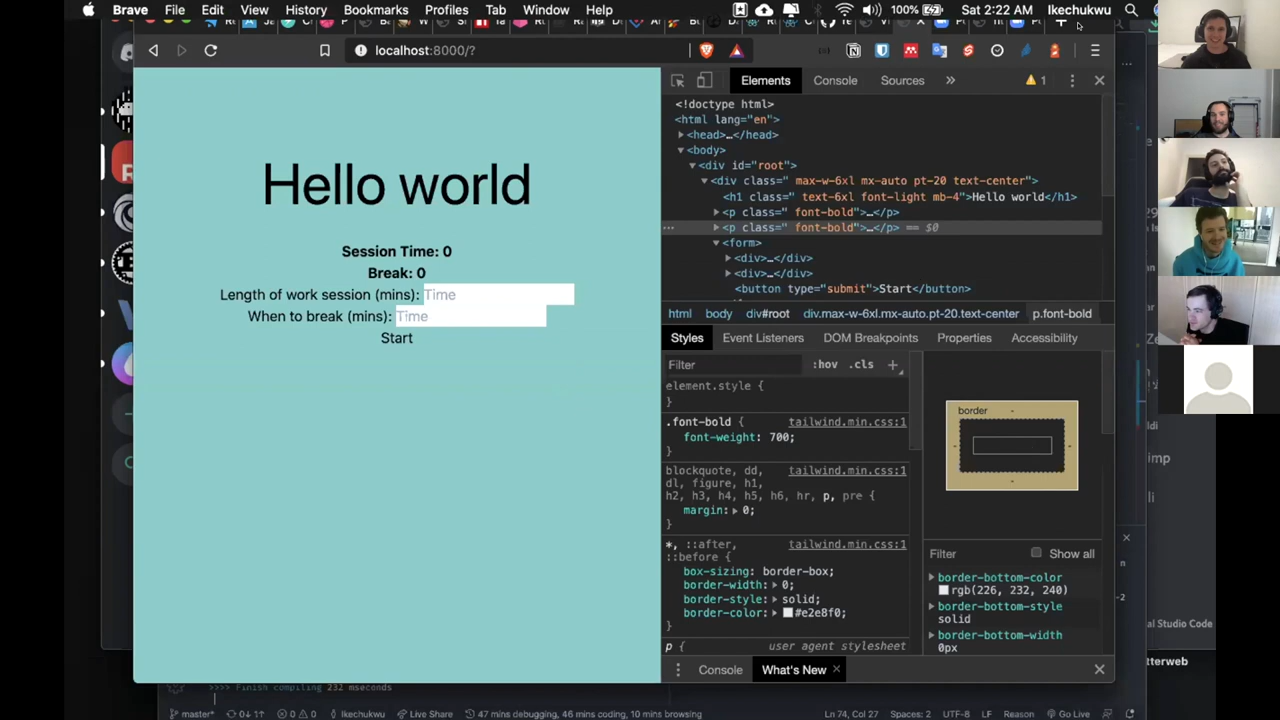 Brave File Edit View History Bookmarks Profiles Tab Window Help 100% Sat 2:22 AM Ikechukwu
localhost:8000/?
Elements Console Sources » 1
Hello world
Session Time: 0
Break: 0
Length of work session (mins): Time
When to break (mins): Time
Start
<!doctype html>
<html lang="en">
<head>…</head>
<body>
<div id="root">
<div class=" max-w-6xl mx-auto pt-20 text-center">
<h1 class=" text-6xl font-light mb-4">Hello world</h1>
<p class=" font-bold">…</p>
<p class=" font-bold">…</p> == $0
<form>
<div>…</div>
<div>…</div>
<button type="submit">Start</button>
html body div#root div.max-w-6xl.mx-auto.pt-20.text-center p.font-bold
Styles Event Listeners DOM Breakpoints Properties Accessibility
Filter :hov .cls +
element.style {
}
.font-bold { tailwind.min.css:1
font-weight: 700;
}
blockquote, dd, tailwind.min.css:1
dl, figure, h1,
h2, h3, h4, h5, h6, hr, p, pre {
margin: 0;
}
*, ::after, tailwind.min.css:1
::before {
box-sizing: border-box;
border-width: 0;
border-style: solid;
border-color: #e2e8f0;
}
p { user agent stylesheet
border -
-
-
-
Filter Show all
border-bottom-color
rgb(226, 232, 240)
border-bottom-style
solid
border-bottom-width
0px
Console What's New
>>>> Finish compiling 232 mseconds
master* 0↓ 1↑ 0 0 Ikechukwu Live Share 47 mins debugging, 46 mins coding, 10 mins browsing Ln 74, Col 27 Spaces: 2 UTF-8 LF Reason Go Live